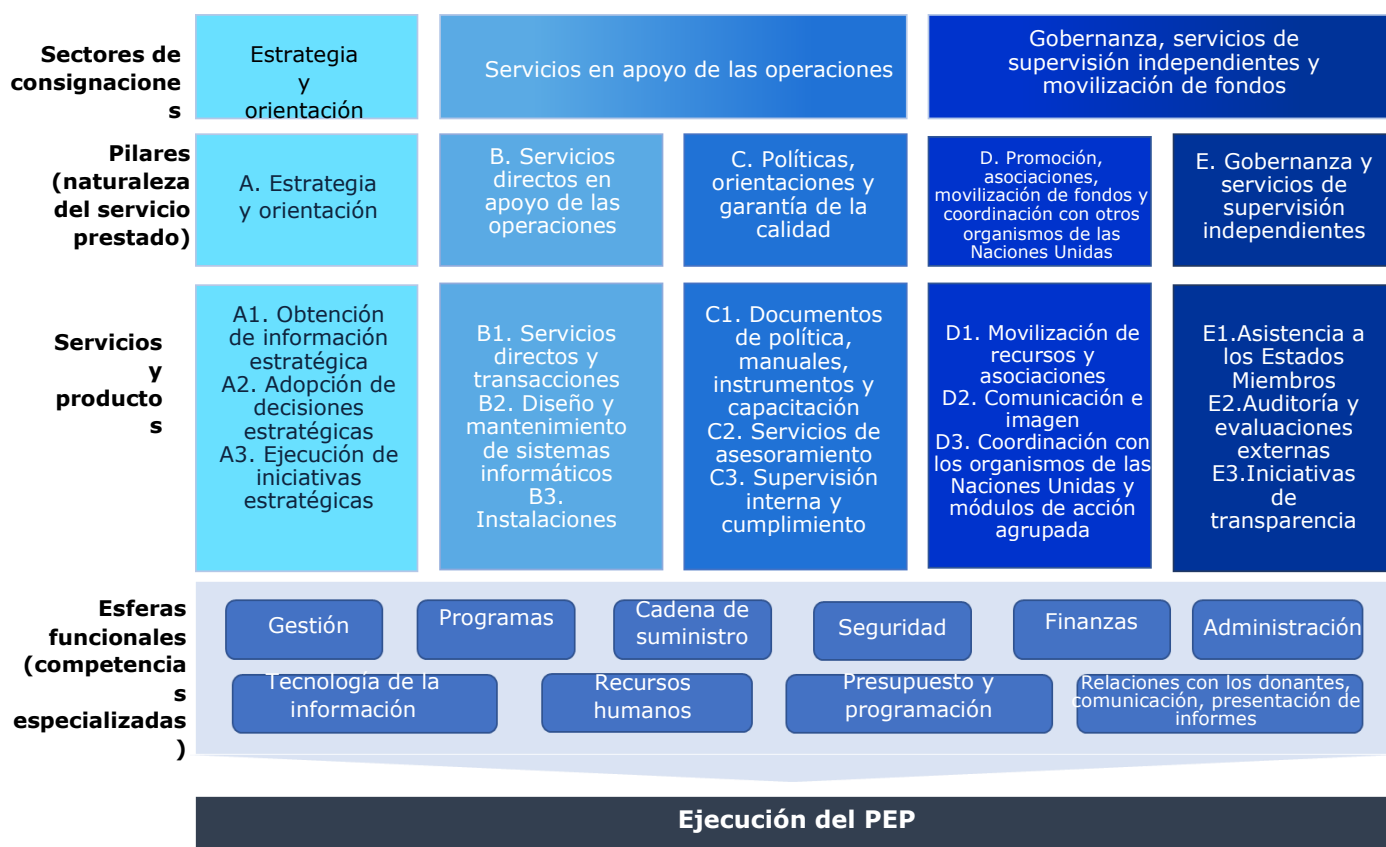 Sectores de
consignacione
s
Estrategia
y
orientación
Servicios en apoyo de las operaciones
Gobernanza, servicios de
supervisión independientes y
movilización de fondos
Pilares
(naturaleza
del servicio
prestado)
A. Estrategia
y orientación
B. Servicios
directos en
apoyo de las
operaciones
C. Políticas,
orientaciones y
garantía de la
calidad
D. Promoción,
asociaciones,
movilización de fondos y
coordinación con otros
organismos de las
Naciones Unidas
E. Gobernanza y
servicios de
supervisión
independientes
Servicios
y
producto
s
A1. Obtención
de información
estratégica
A2. Adopción de
decisiones
estratégicas
A3. Ejecución de
iniciativas
estratégicas
B1. Servicios
directos y
transacciones
B2. Diseño y
mantenimiento
de sistemas
informáticos
B3.
Instalaciones
C1. Documentos
de política,
manuales,
instrumentos y
capacitación
C2. Servicios de
asesoramiento
C3. Supervisión
interna y
cumplimiento
D1. Movilización de
recursos y
asociaciones
D2. Comunicación e
imagen
D3. Coordinación con
los organismos de las
Naciones Unidas y
módulos de acción
agrupada
E1.Asistencia a
los Estados
Miembros
E2.Auditoría y
evaluaciones
externas
E3.Iniciativas
de
transparencia
Esferas
funcionales
(competencia
s
especializadas
)
Gestión
Programas
Cadena de
suministro
Seguridad
Finanzas
Administración
Tecnología de la
información
Recursos
humanos
Presupuesto y
programación
Relaciones con los donantes,
comunicación, presentación de
informes
Ejecución del PEP